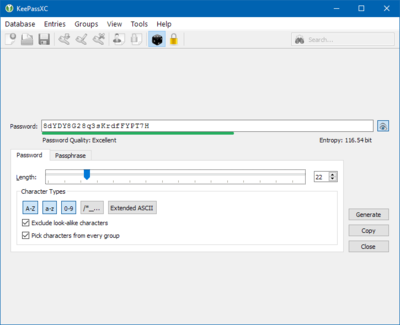 KeePassXC
Database Entries Groups View Tools Help
Search...
Password: 8dYDY8G28q3sKrdfFYPT7H
Password Quality: Excellent Entropy: 116.54 bit
Password Passphrase
Length: 22
Character Types
A-Z a-z 0-9 /*_... Extended ASCII
Exclude look-alike characters
Pick characters from every group
Generate
Copy
Close